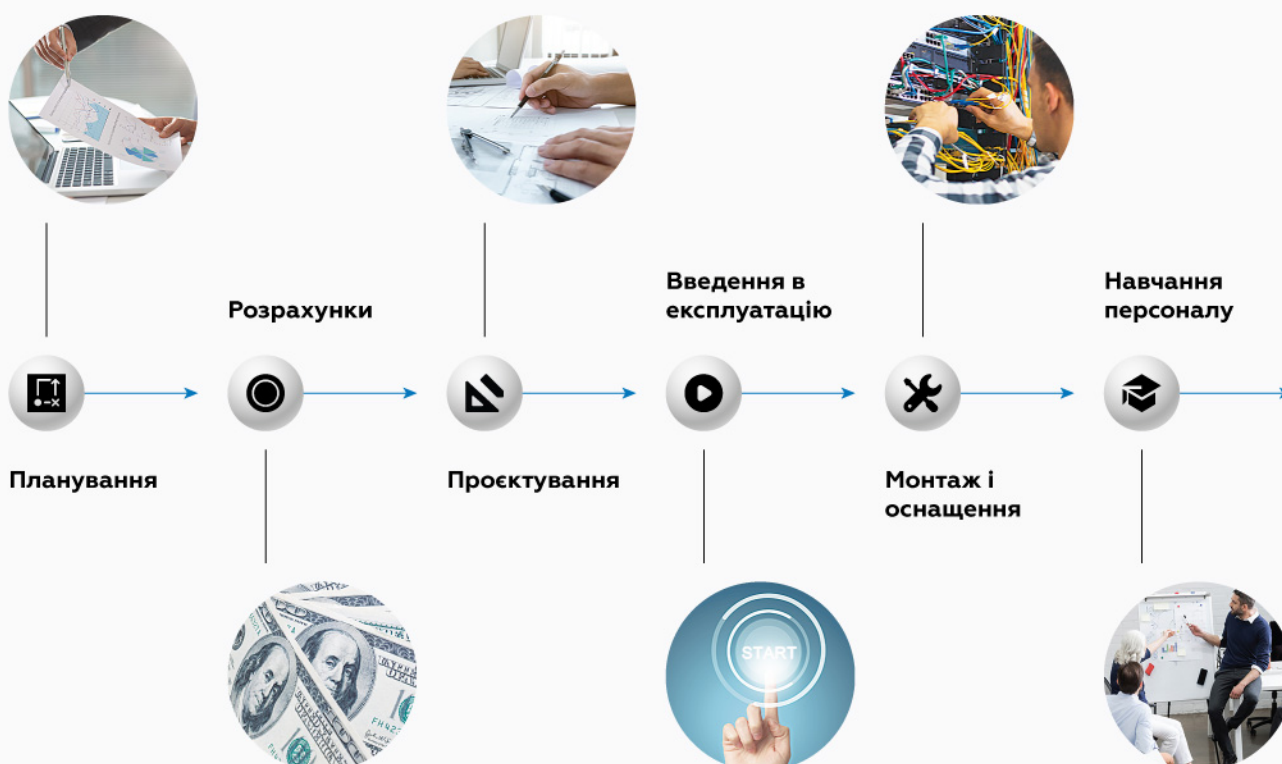 Планування
Розрахунки
Проєктування
Введення в
експлуатацію
Монтаж і
оснащення
Навчання
персоналу
START